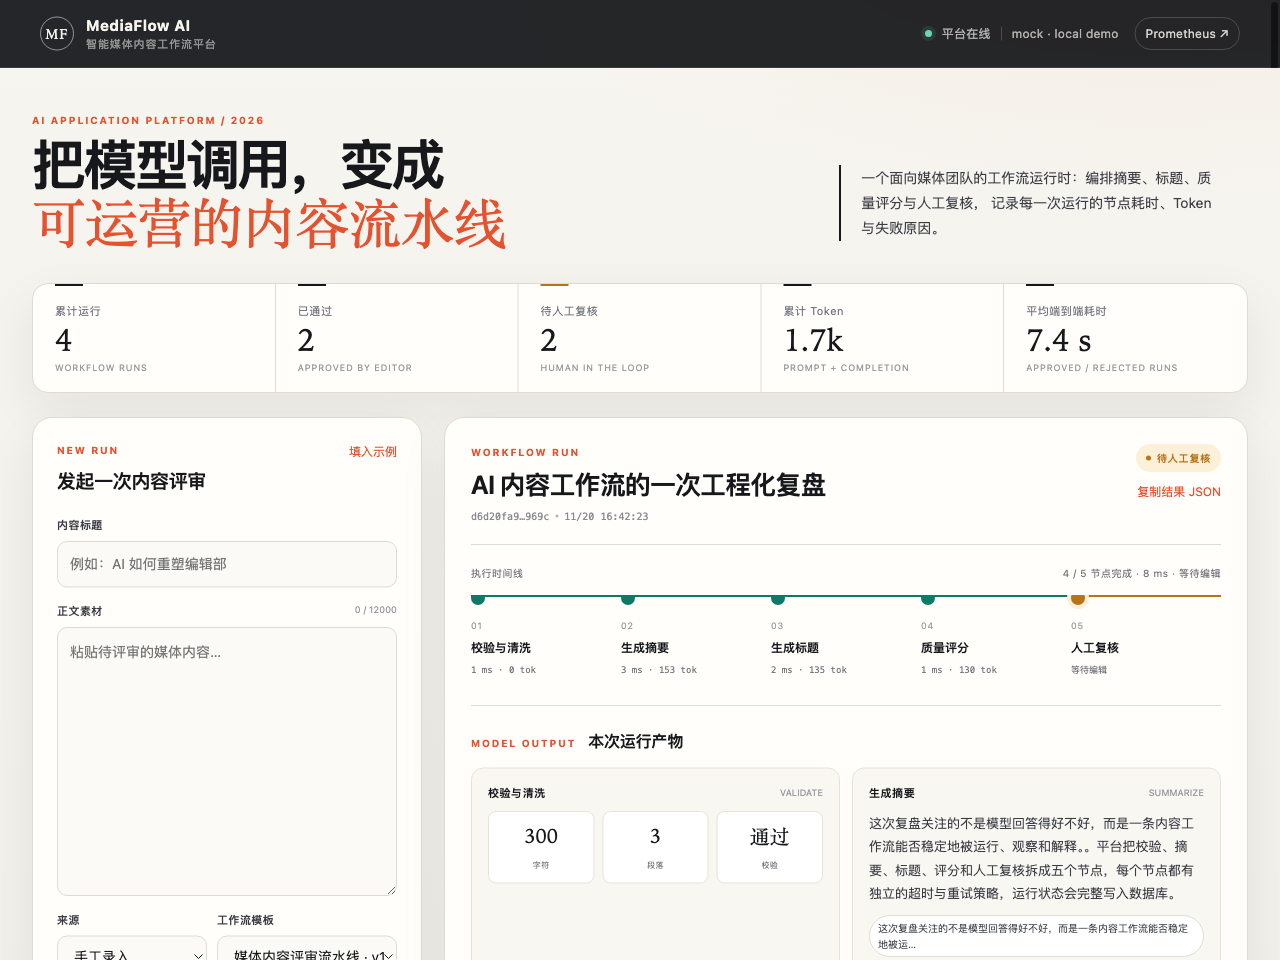 MF
MediaFlow AI
智能媒体内容工作流平台
平台在线
mock · local demo
Prometheus ↗
AI APPLICATION PLATFORM / 2026
把模型调用，变成
可运营的内容流水线
一个面向媒体团队的工作流运行时：编排摘要、标题、质
量评分与人工复核， 记录每一次运行的节点耗时、Token
与失败原因。
累计运行
4
WORKFLOW RUNS
已通过
2
APPROVED BY EDITOR
待人工复核
2
HUMAN IN THE LOOP
累计 Token
1.7k
PROMPT + COMPLETION
平均端到端耗时
7.4 s
APPROVED / REJECTED RUNS
NEW RUN
填入示例
发起一次内容评审
内容标题
例如：AI 如何重塑编辑部
正文素材
0 / 12000
粘贴待评审的媒体内容...
来源
手工录入
工作流模板
媒体内容评审流水线 · v1
WORKFLOW RUN
待人工复核
AI 内容工作流的一次工程化复盘
复制结果 JSON
d6d20fa9…969c • 11/20 16:42:23
执行时间线
4 / 5 节点完成 · 8 ms · 等待编辑
01
校验与清洗
1 ms · 0 tok
02
生成摘要
3 ms · 153 tok
03
生成标题
2 ms · 135 tok
04
质量评分
1 ms · 130 tok
05
人工复核
等待编辑
MODEL OUTPUT 本次运行产物
校验与清洗
VALIDATE
300
字符
3
段落
通过
校验
生成摘要
SUMMARIZE
这次复盘关注的不是模型回答得好不好，而是一条内容工
作流能否稳定地被运行、观察和解释。。平台把校验、摘
要、标题、评分和人工复核拆成五个节点，每个节点都有
独立的超时与重试策略，运行状态会完整写入数据库。
这次复盘关注的不是模型回答得好不好，而是一条内容工作流能否稳定
地被运...